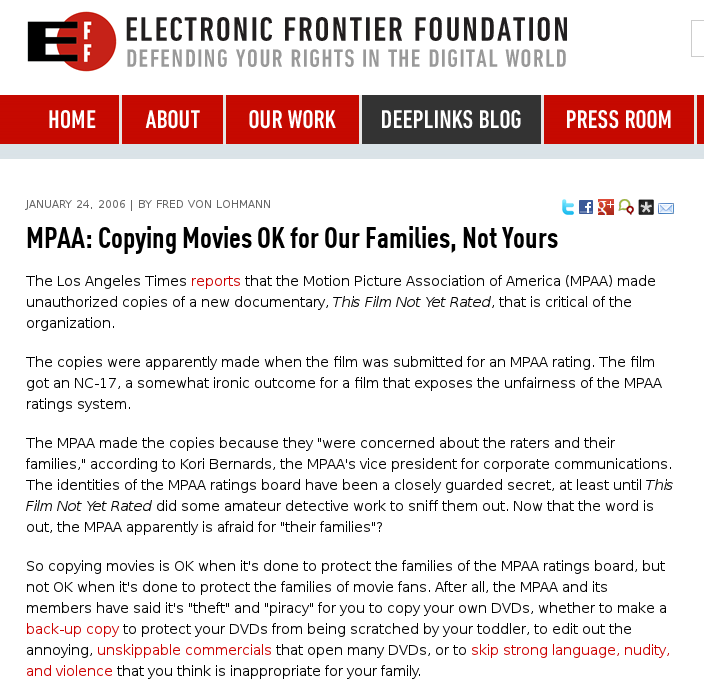 EFF
ELECTRONIC FRONTIER FOUNDATION
DEFENDING YOUR RIGHTS IN THE DIGITAL WORLD
HOME ABOUT OUR WORK DEEPLINKS BLOG PRESS ROOM
JANUARY 24, 2006 | BY FRED VON LOHMANN
MPAA: Copying Movies OK for Our Families, Not Yours
The Los Angeles Times reports that the Motion Picture Association of America (MPAA) made
unauthorized copies of a new documentary, This Film Not Yet Rated, that is critical of the
organization.
The copies were apparently made when the film was submitted for an MPAA rating. The film
got an NC-17, a somewhat ironic outcome for a film that exposes the unfairness of the MPAA
ratings system.
The MPAA made the copies because they "were concerned about the raters and their
families," according to Kori Bernards, the MPAA's vice president for corporate communications.
The identities of the MPAA ratings board have been a closely guarded secret, at least until This
Film Not Yet Rated did some amateur detective work to sniff them out. Now that the word is
out, the MPAA apparently is afraid for "their families"?
So copying movies is OK when it's done to protect the families of the MPAA ratings board, but
not OK when it's done to protect the families of movie fans. After all, the MPAA and its
members have said it's "theft" and "piracy" for you to copy your own DVDs, whether to make a
back-up copy to protect your DVDs from being scratched by your toddler, to edit out the
annoying, unskippable commercials that open many DVDs, or to skip strong language, nudity,
and violence that you think is inappropriate for your family.